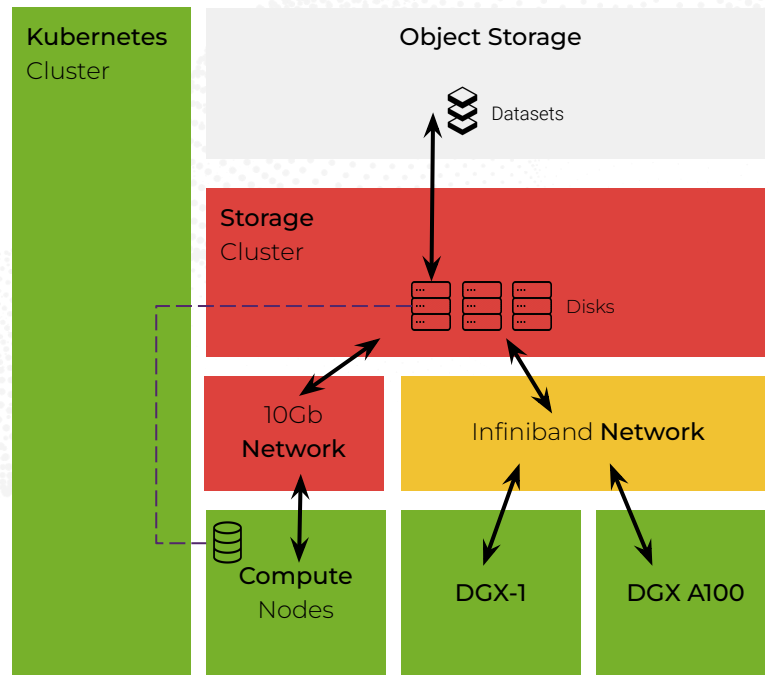 Kubernetes
Cluster
Object Storage
Datasets
Storage
Cluster
Disks
10Gb
Network
Infiniband Network
Compute
Nodes
DGX-1
DGX A100